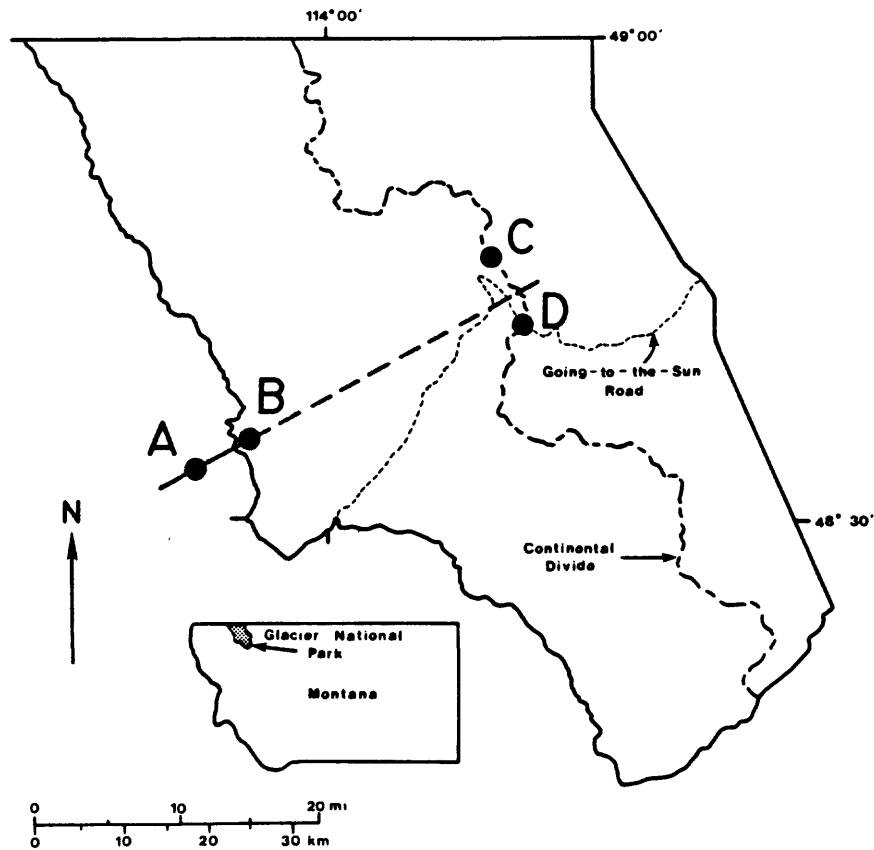 114°00'
49°00'
C
D
Going-to-the-Sun
Road
B
A
N
48°30'
Continental
Divide
Glacier National
Park
Montana
0 10 20 mi
0 10 20 30 km